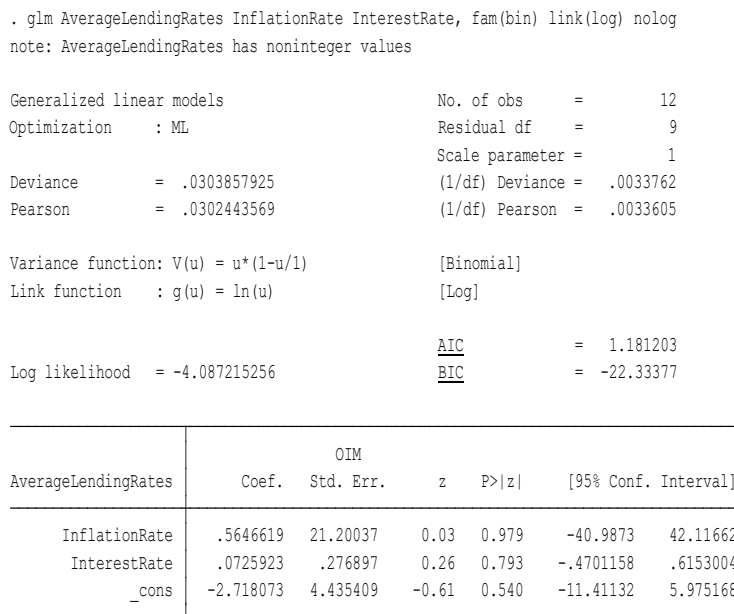 . glm AverageLendingRates InflationRate InterestRate, fam(bin) link(log) nolog
note: AverageLendingRates has noninteger values
Generalized linear models No. of obs = 12
Optimization : ML Residual df = 9
Scale parameter = 1
Deviance = .0303857925 (1/df) Deviance = .0033762
Pearson = .0302443569 (1/df) Pearson = .0033605
Variance function: V(u) = u*(1-u/1) [Binomial]
Link function : g(u) = ln(u) [Log]
AIC = 1.181203
Log likelihood = -4.087215256 BIC = -22.33377
OIM
AverageLendingRates Coef. Std. Err. z P>|z| [95% Conf. Interval]
InflationRate .5646619 21.20037 0.03 0.979 -40.9873 42.11662
InterestRate .0725923 .276897 0.26 0.793 -.4701158 .6153004
_cons -2.718073 4.435409 -0.61 0.540 -11.41132 5.975168